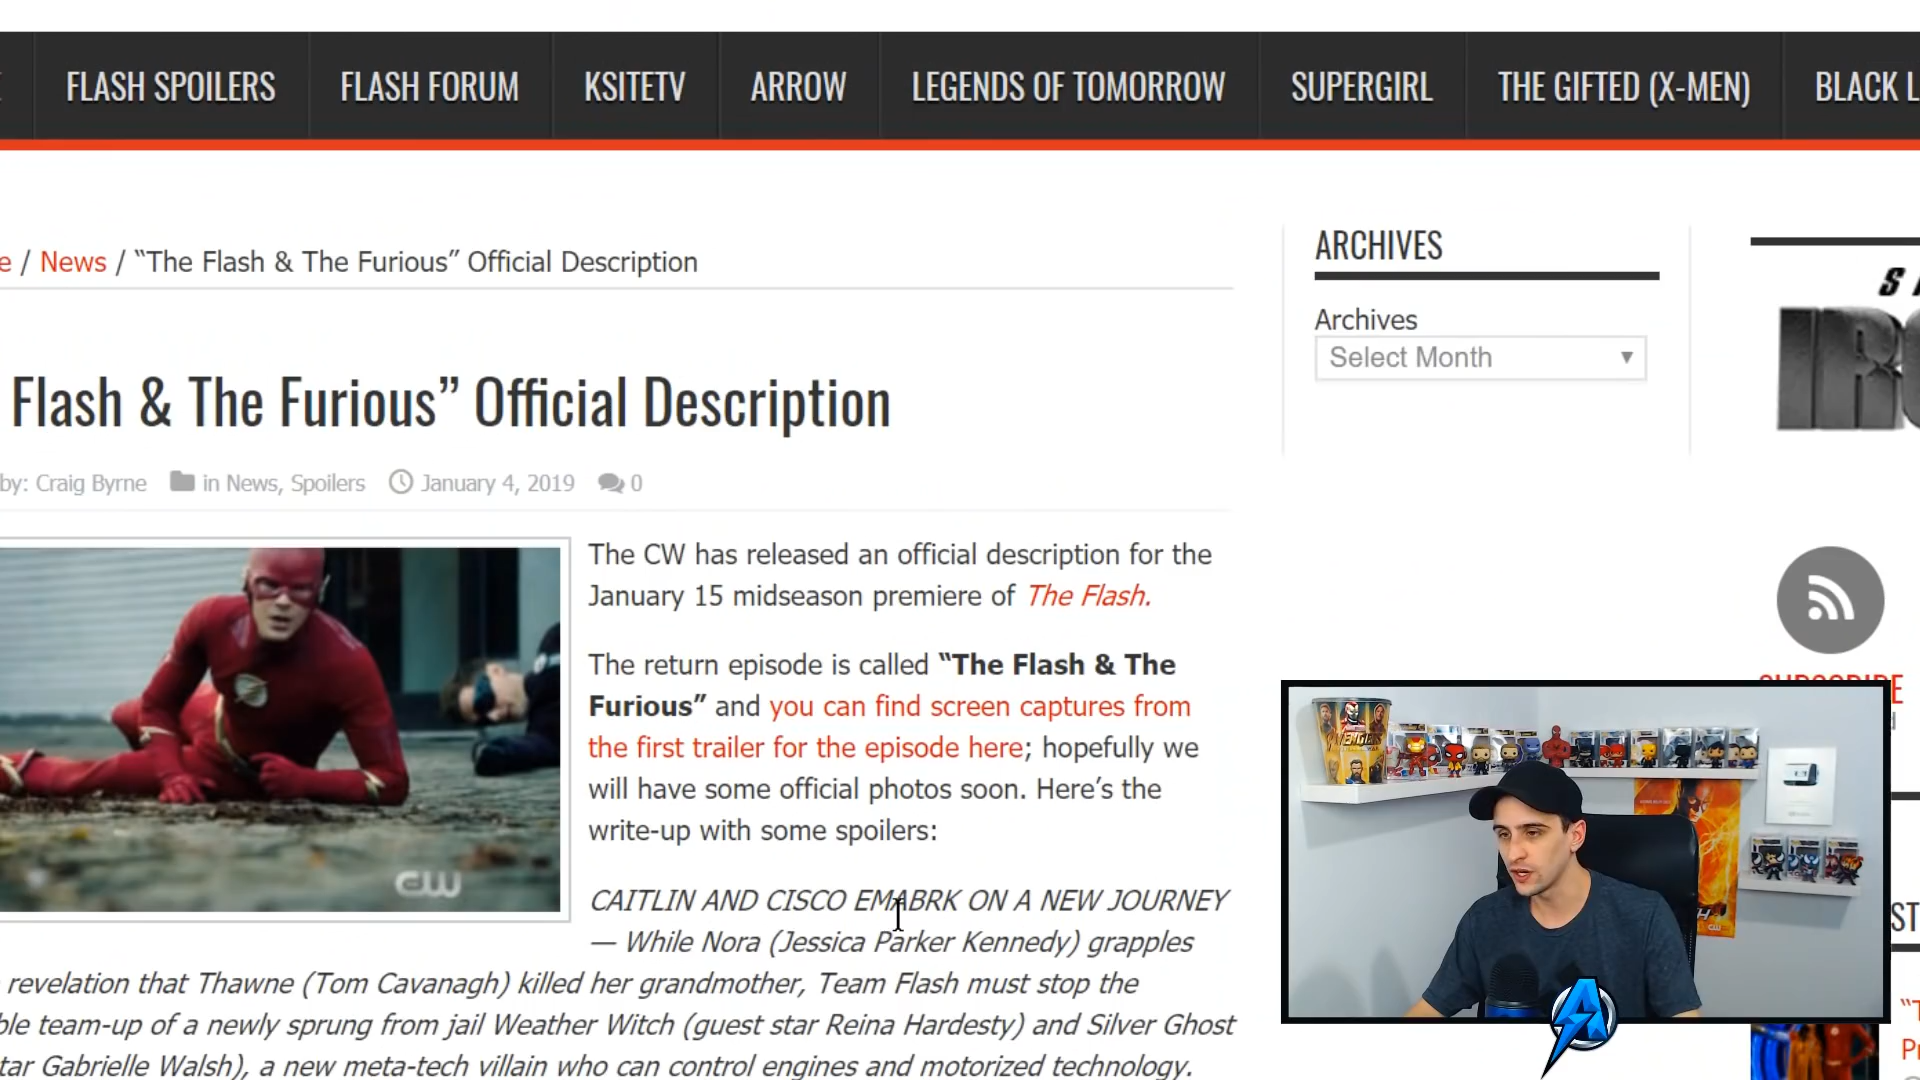 FLASH SPOILERS FLASH FORUM KSITETV ARROW LEGENDS OF TOMORROW SUPERGIRL THE GIFTED (X-MEN) BLACK L
e / News / “The Flash & The Furious” Official Description
Flash & The Furious” Official Description
by: Craig Byrne in News, Spoilers January 4, 2019 0
The CW has released an official description for the
January 15 midseason premiere of The Flash.
The return episode is called “The Flash & The
Furious” and you can find screen captures from
the first trailer for the episode here; hopefully we
will have some official photos soon. Here’s the
write-up with some spoilers:
CAITLIN AND CISCO EMABRK ON A NEW JOURNEY
— While Nora (Jessica Parker Kennedy) grapples
revelation that Thawne (Tom Cavanagh) killed her grandmother, Team Flash must stop the
ble team-up of a newly sprung from jail Weather Witch (guest star Reina Hardesty) and Silver Ghost
tar Gabrielle Walsh), a new meta-tech villain who can control engines and motorized technology.
CW
ARCHIVES
Archives
Select Month
IR
AVENGERS
ST